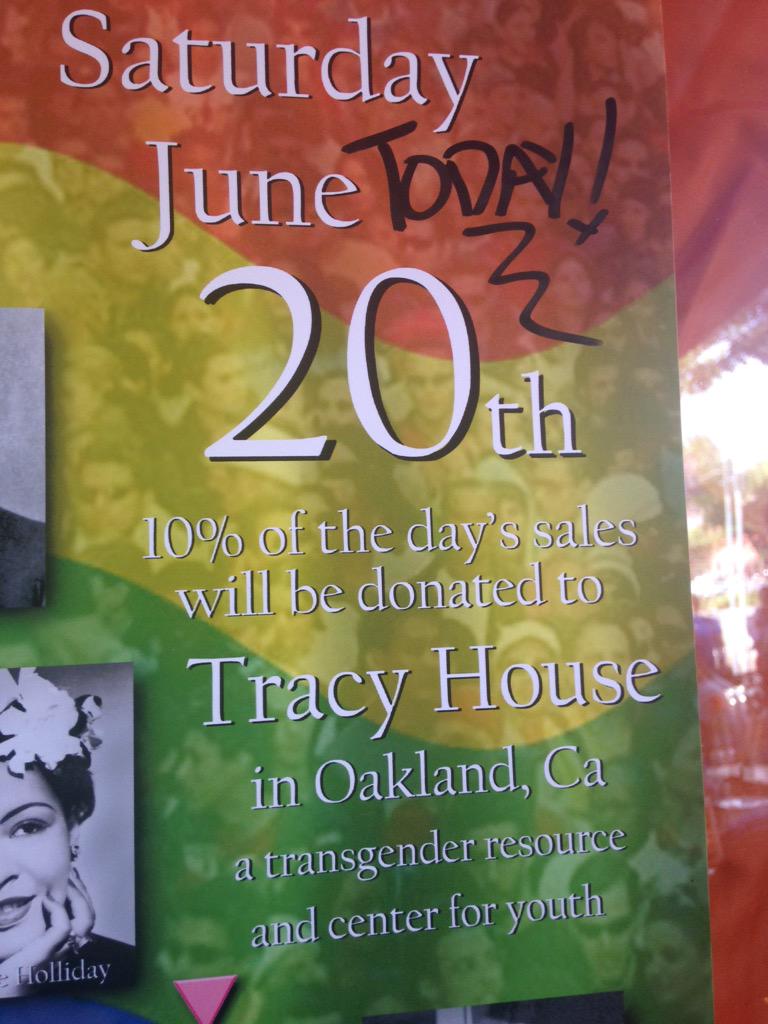 Saturday
June TODAY!
20th
10% of the day's sales
will be donated to
Tracy House
in Oakland, Ca
a transgender resource
and center for youth
Holliday